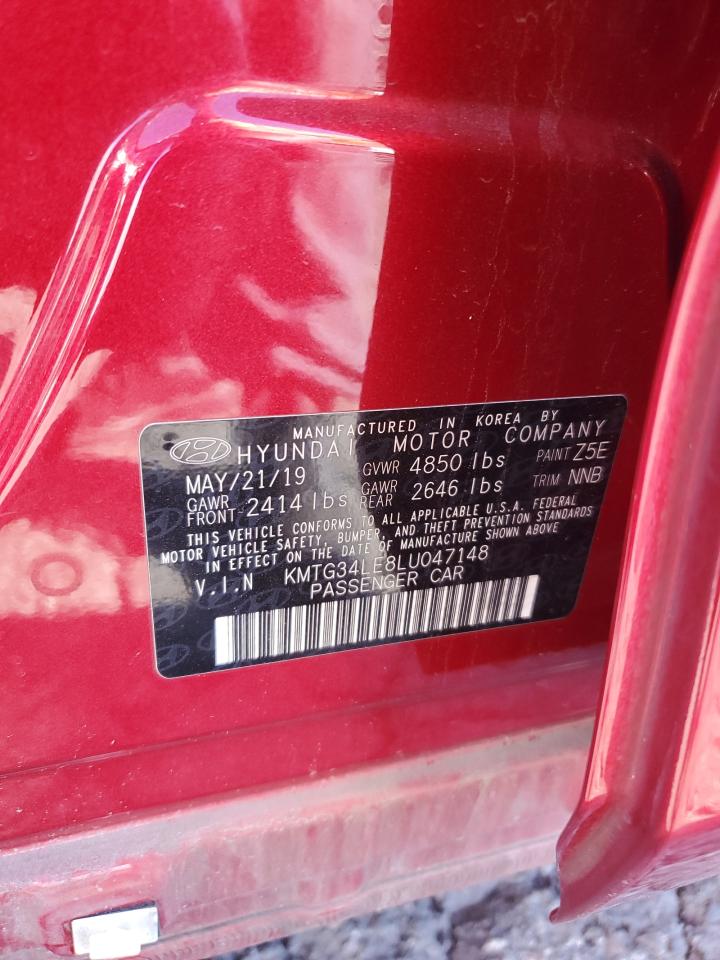 MANUFACTURED IN KOREA BY
HYUNDAI MOTOR COMPANY
MAY/21/19 GVWR 4850 lbs PAINT Z5E
GAWR FRONT 2414 lbs GAWR REAR 2646 lbs TRIM NNB
THIS VEHICLE CONFORMS TO ALL APPLICABLE U.S.A. FEDERAL
MOTOR VEHICLE SAFETY, BUMPER, AND THEFT PREVENTION STANDARDS
IN EFFECT ON THE DATE OF MANUFACTURE SHOWN ABOVE
V.I.N KMTG34LE8LU047148
PASSENGER CAR